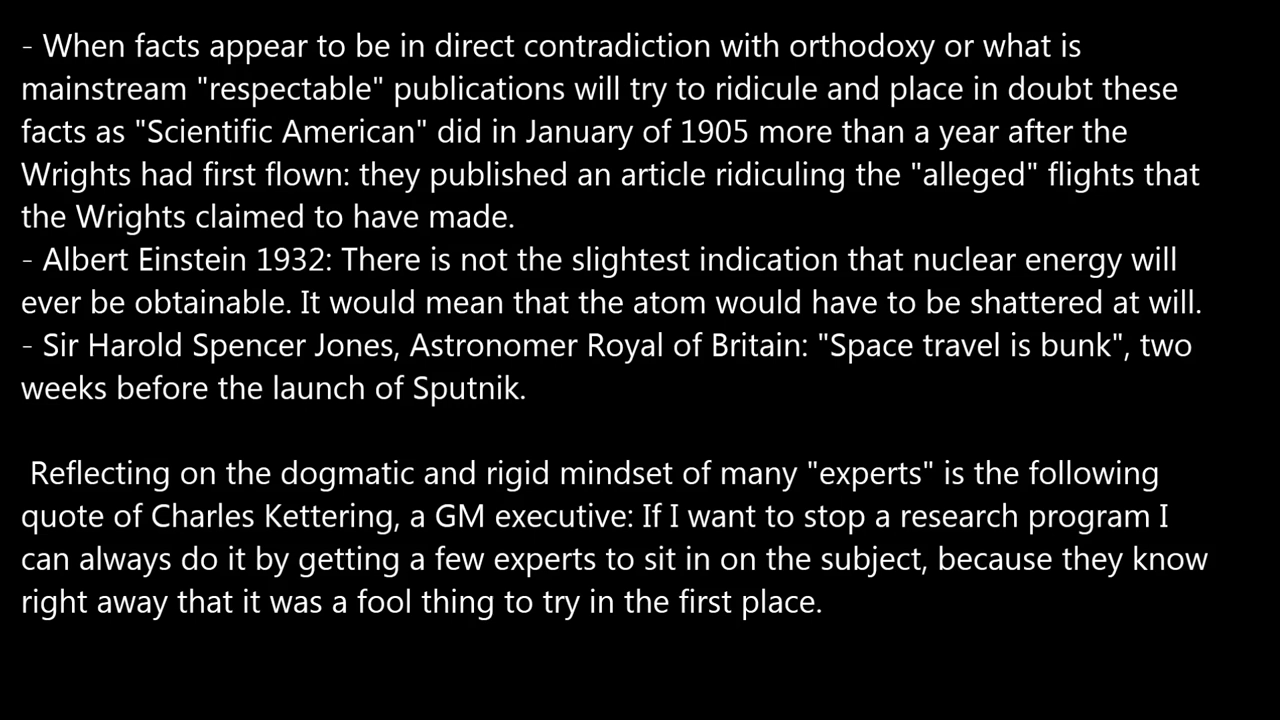 - When facts appear to be in direct contradiction with orthodoxy or what is
mainstream "respectable" publications will try to ridicule and place in doubt these
facts as "Scientific American" did in January of 1905 more than a year after the
Wrights had first flown: they published an article ridiculing the "alleged" flights that
the Wrights claimed to have made.
- Albert Einstein 1932: There is not the slightest indication that nuclear energy will
ever be obtainable. It would mean that the atom would have to be shattered at will.
- Sir Harold Spencer Jones, Astronomer Royal of Britain: "Space travel is bunk", two
weeks before the launch of Sputnik.
Reflecting on the dogmatic and rigid mindset of many "experts" is the following
quote of Charles Kettering, a GM executive: If I want to stop a research program I
can always do it by getting a few experts to sit in on the subject, because they know
right away that it was a fool thing to try in the first place.